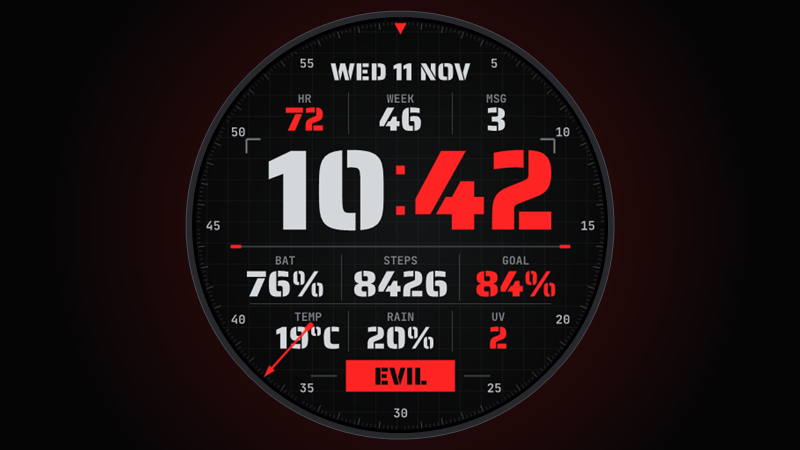 55 5
WED 11 NOV
HR WEEK MSG
72 46 3
50 10
10:42
45 15
BAT STEPS GOAL
76% 8426 84%
40 TEMP RAIN UV 20
19°C 20% 2
EVIL
35 25
30